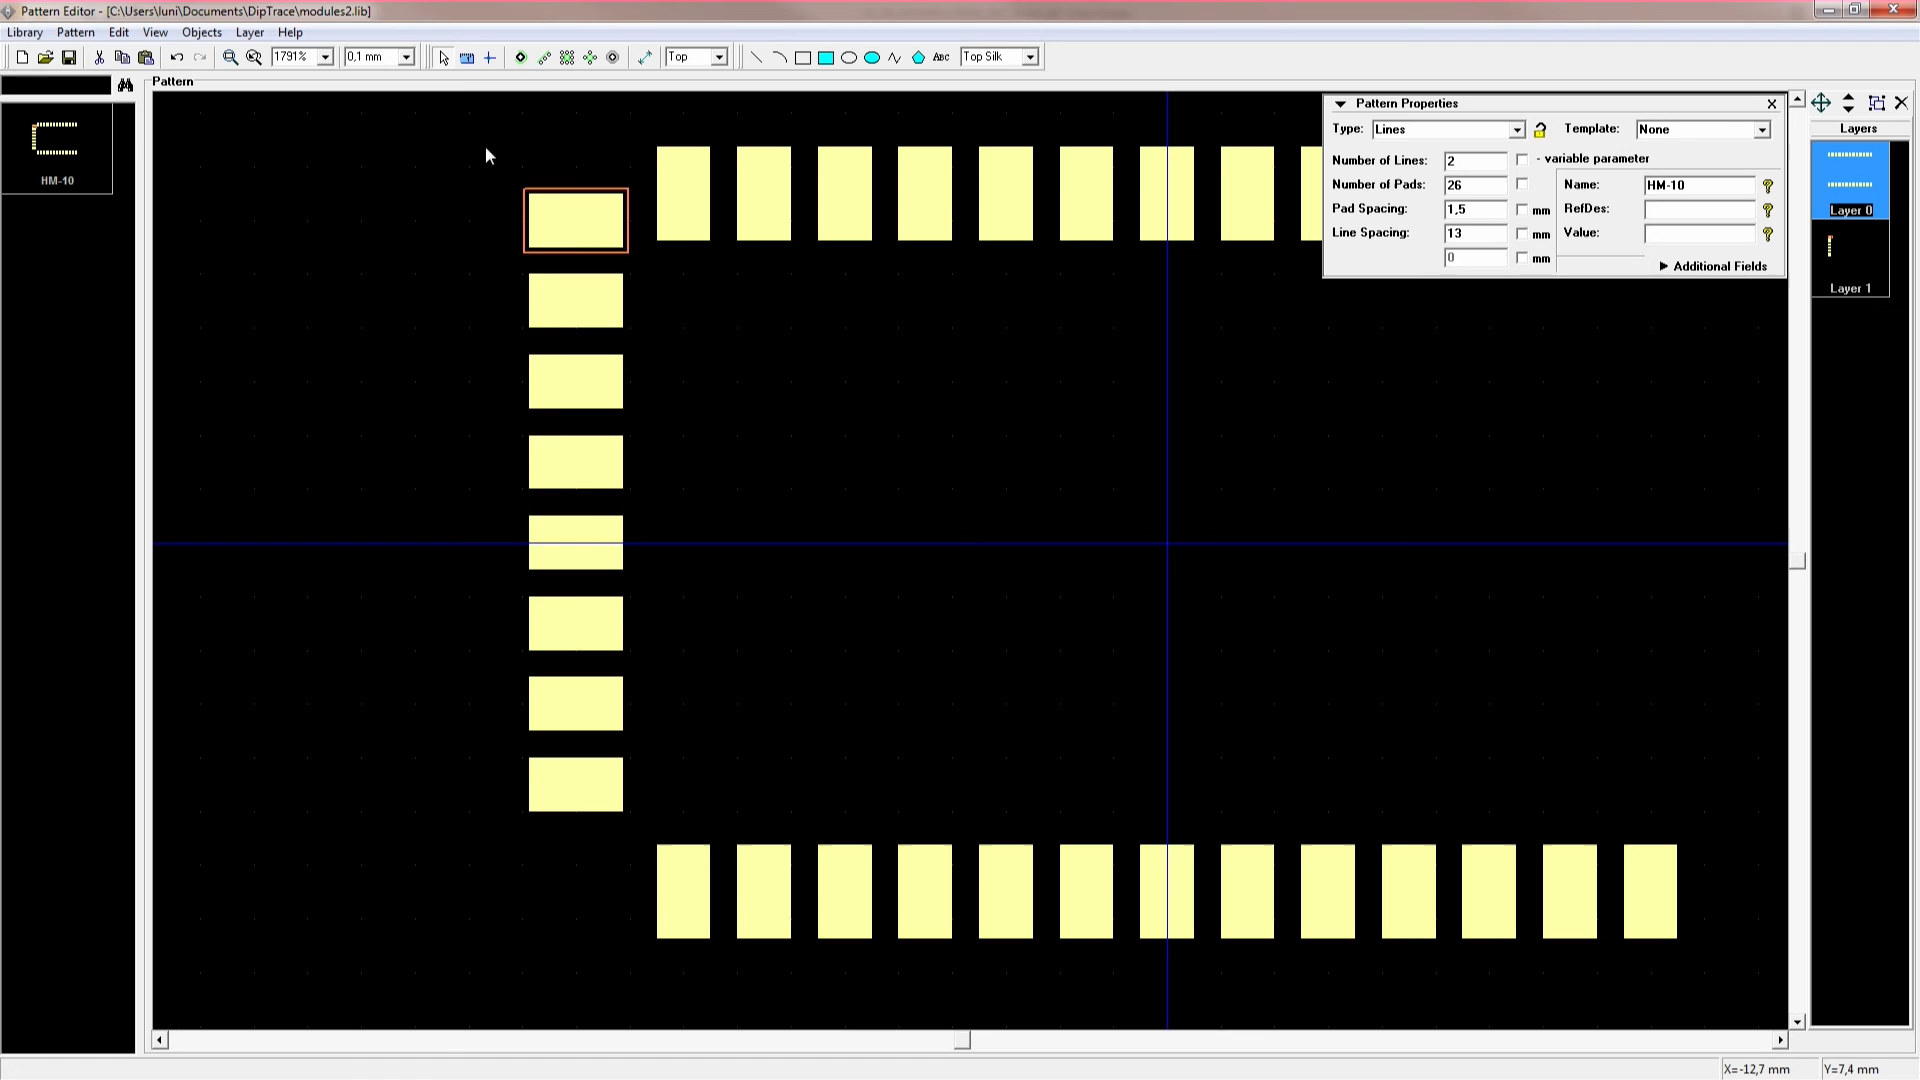 Pattern Editor - [C:\Users\luni\Documents\DipTrace\modules2.lib]
Library Pattern Edit View Objects Layer Help
1791% 0,1 mm Top Abc Top Silk
Pattern
HM-10
Pattern Properties
Type: Lines Template: None
Number of Lines: 2 - variable parameter
Number of Pads: 26 Name: HM-10
Pad Spacing: 1,5 mm RefDes:
Line Spacing: 13 mm Value:
0 mm Additional Fields
Layers
Layer 0
Layer 1
X=-12,7 mm Y=7,4 mm